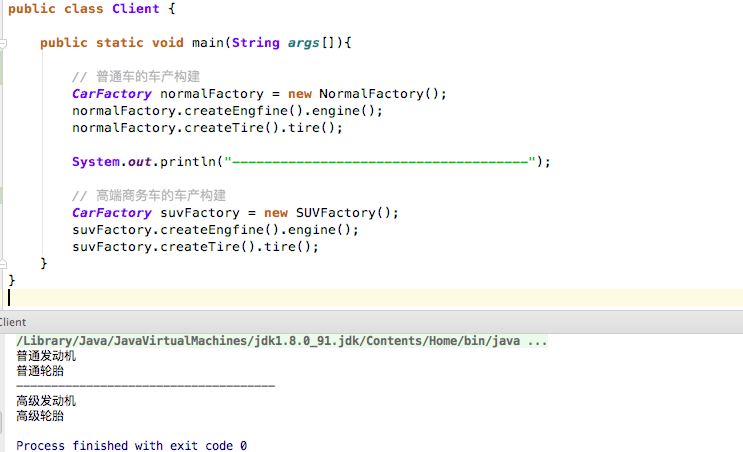 public class Client {
public static void main(String args[]){
// 普通车的车产构建
CarFactory normalFactory = new NormalFactory();
normalFactory.createEngfine().engine();
normalFactory.createTire().tire();
System.out.println("-------------------------------------");
// 高端商务车的车产构建
CarFactory suvFactory = new SUVFactory();
suvFactory.createEngfine().engine();
suvFactory.createTire().tire();
}
}
Client
/Library/Java/JavaVirtualMachines/jdk1.8.0_91.jdk/Contents/Home/bin/java ...
普通发动机
普通轮胎
-------------------------------------
高级发动机
高级轮胎
Process finished with exit code 0